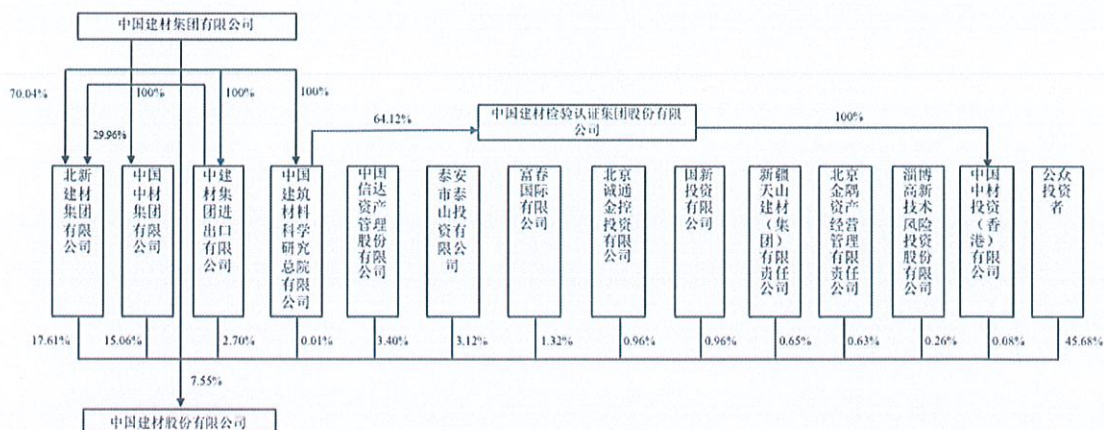 中国建材集团有限公司
70.04%
100%
100%
100%
29.96%
64.12%
中国建材检验认证集团股份有限
公司
100%
北新建材集团有限公司
中国中材集团有限公司
中建材集团进出口有限公司
中国建筑材料科学研究总院有限公司
中国信达资产管理股份有限公司
泰安市泰山投资有限公司
富春国际有限公司
北京诚通金控投资有限公司
国新投资有限公司
新疆天山建材（集团）有限责任公司
北京金隅资产经营管理有限责任公司
淄博高新技术风险投资股份有限公司
中国中材投资（香港）有限公司
公众投资者
17.61%
15.06%
2.70%
0.01%
3.40%
3.12%
1.32%
0.96%
0.96%
0.65%
0.63%
0.26%
0.08%
45.68%
7.55%
中国建材股份有限公司